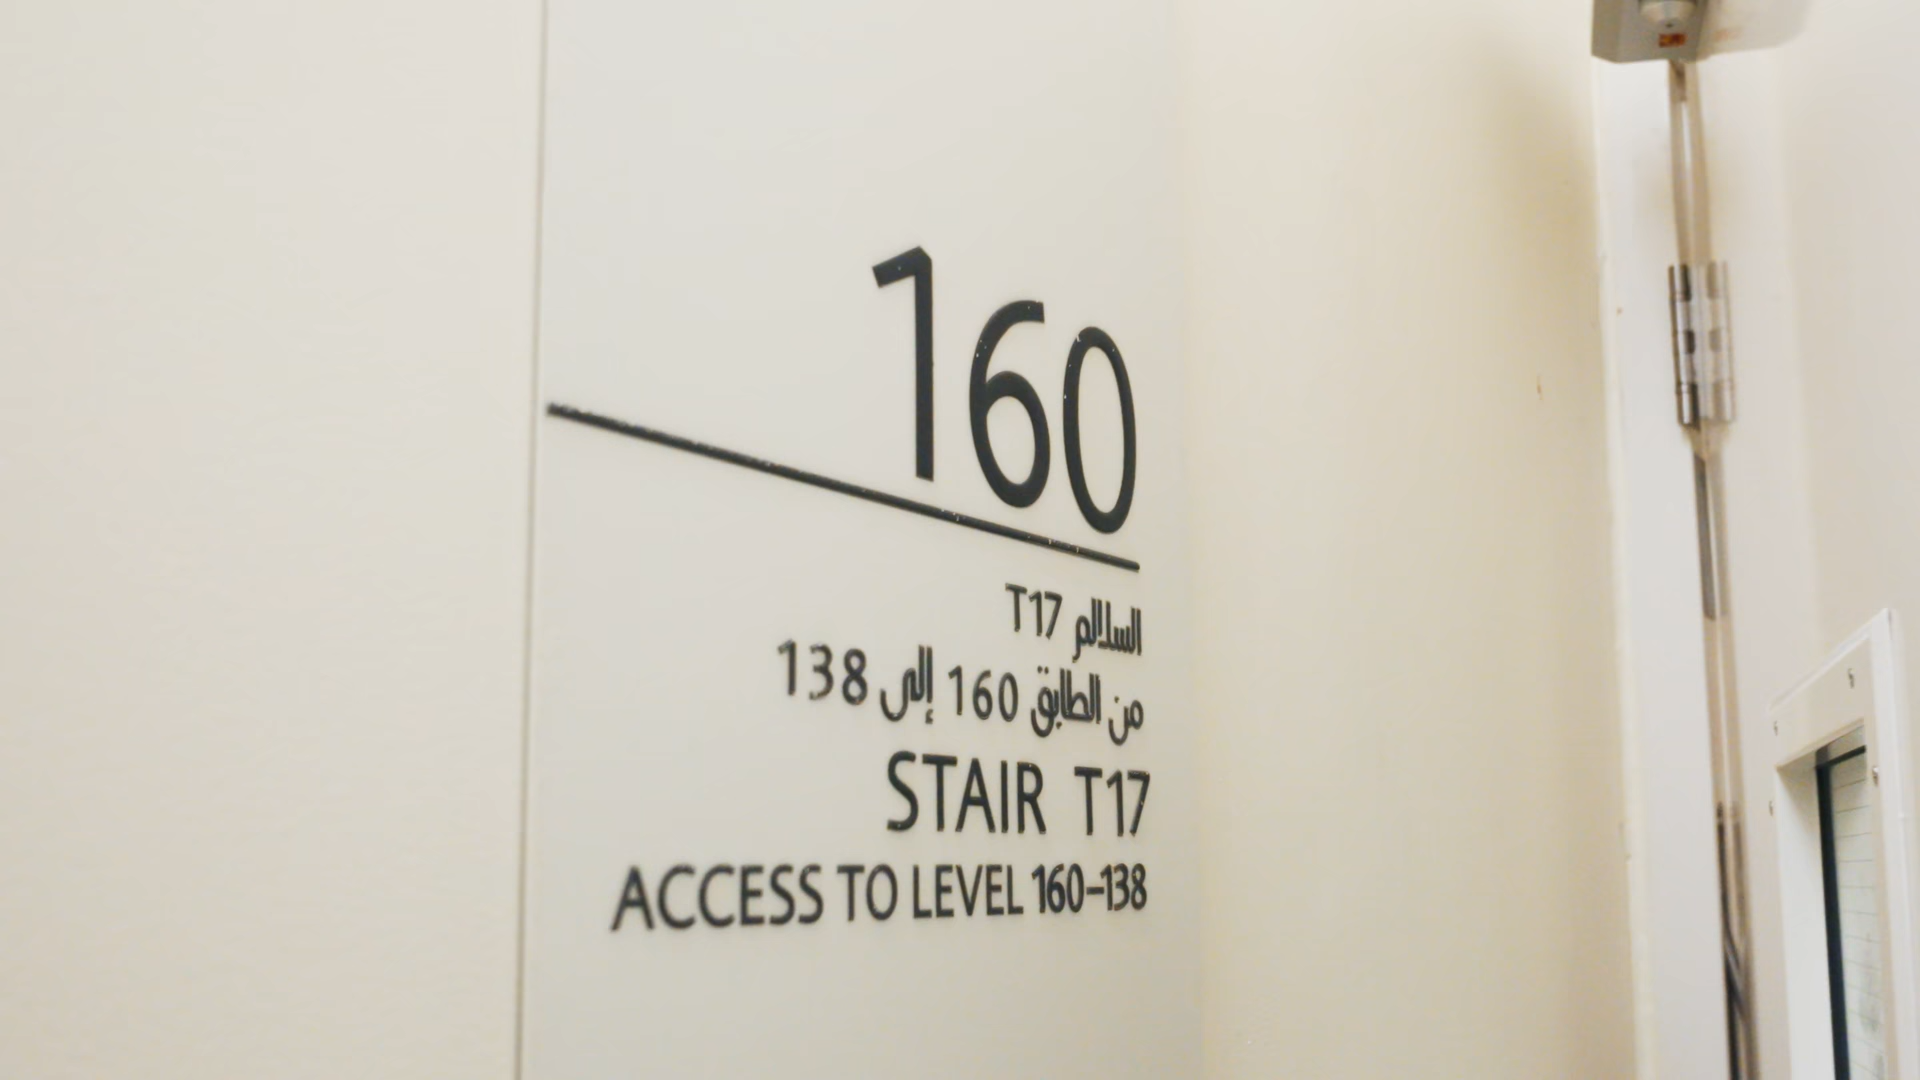 160
السلالم T17
من الطابق 160 إلى 138
STAIR T17
ACCESS TO LEVEL 160-138